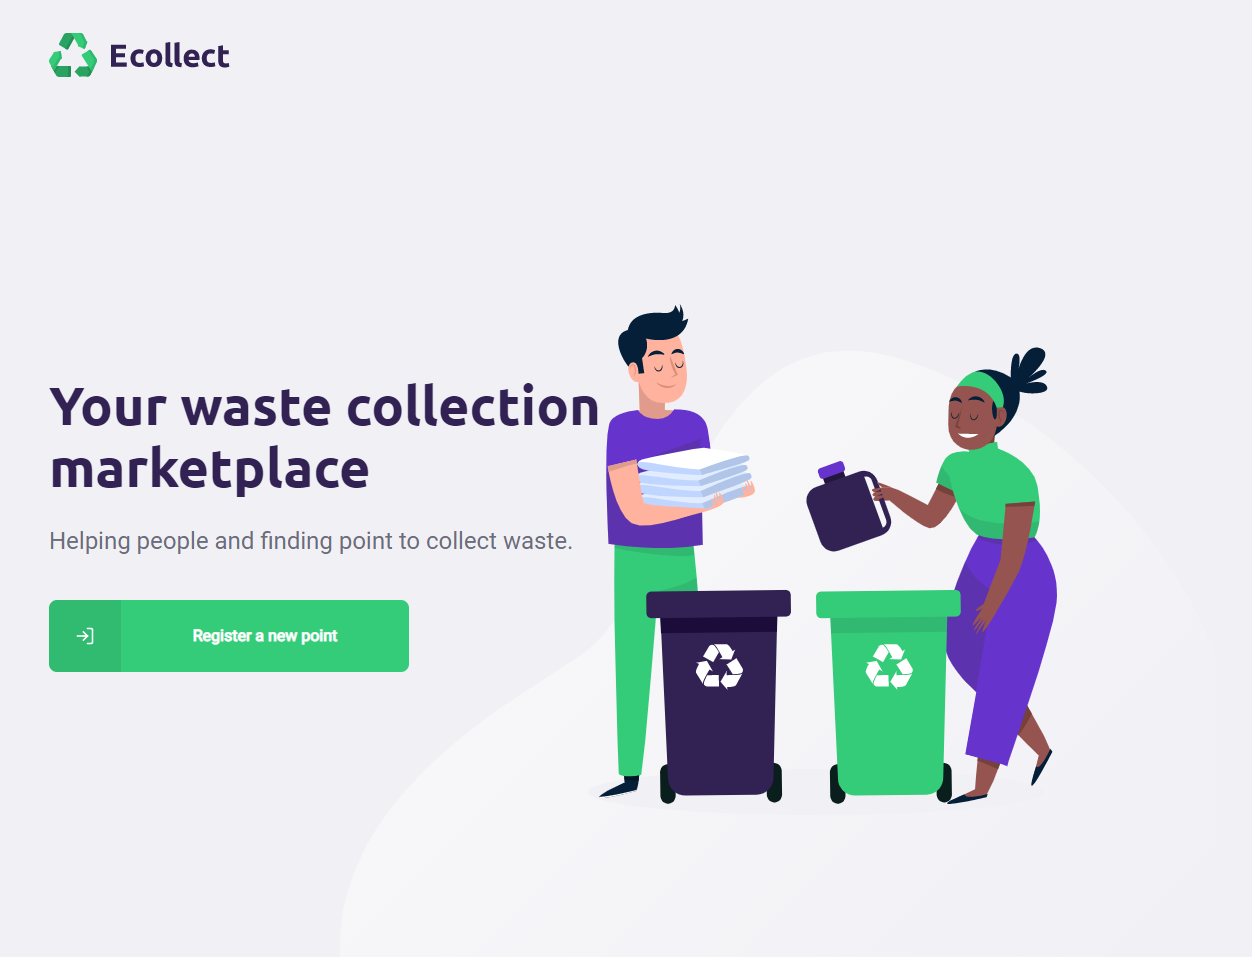 Ecollect
Your waste collection
marketplace
Helping people and finding point to collect waste.
Register a new point